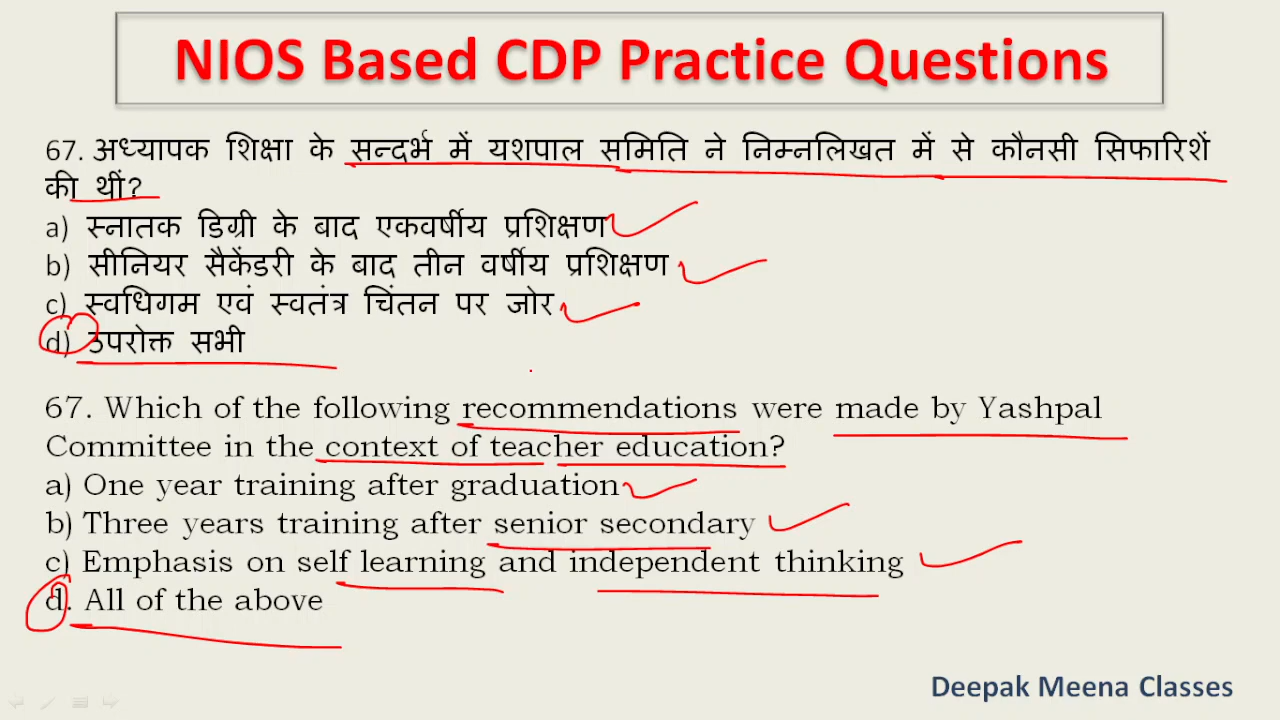 NIOS Based CDP Practice Questions
67. अध्यापक शिक्षा के सन्दर्भ में यशपाल समिति ने निम्नलिखत में से कौनसी सिफारिशें
की थीं?
a) स्नातक डिग्री के बाद एकवर्षीय प्रशिक्षण
b) सीनियर सैकेंडरी के बाद तीन वर्षीय प्रशिक्षण
c) स्वधिगम एवं स्वतंत्र चिंतन पर जोर
d) उपरोक्त सभी
67. Which of the following recommendations were made by Yashpal
Committee in the context of teacher education?
a) One year training after graduation
b) Three years training after senior secondary
c) Emphasis on self learning and independent thinking
d. All of the above
Deepak Meena Classes